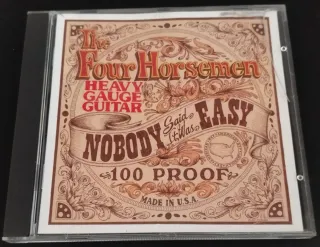 The
Four Horsemen
HEAVY
GAUGE
GUITAR
NOBODY Said It Was EASY
100 PROOF
MADE IN U.S.A